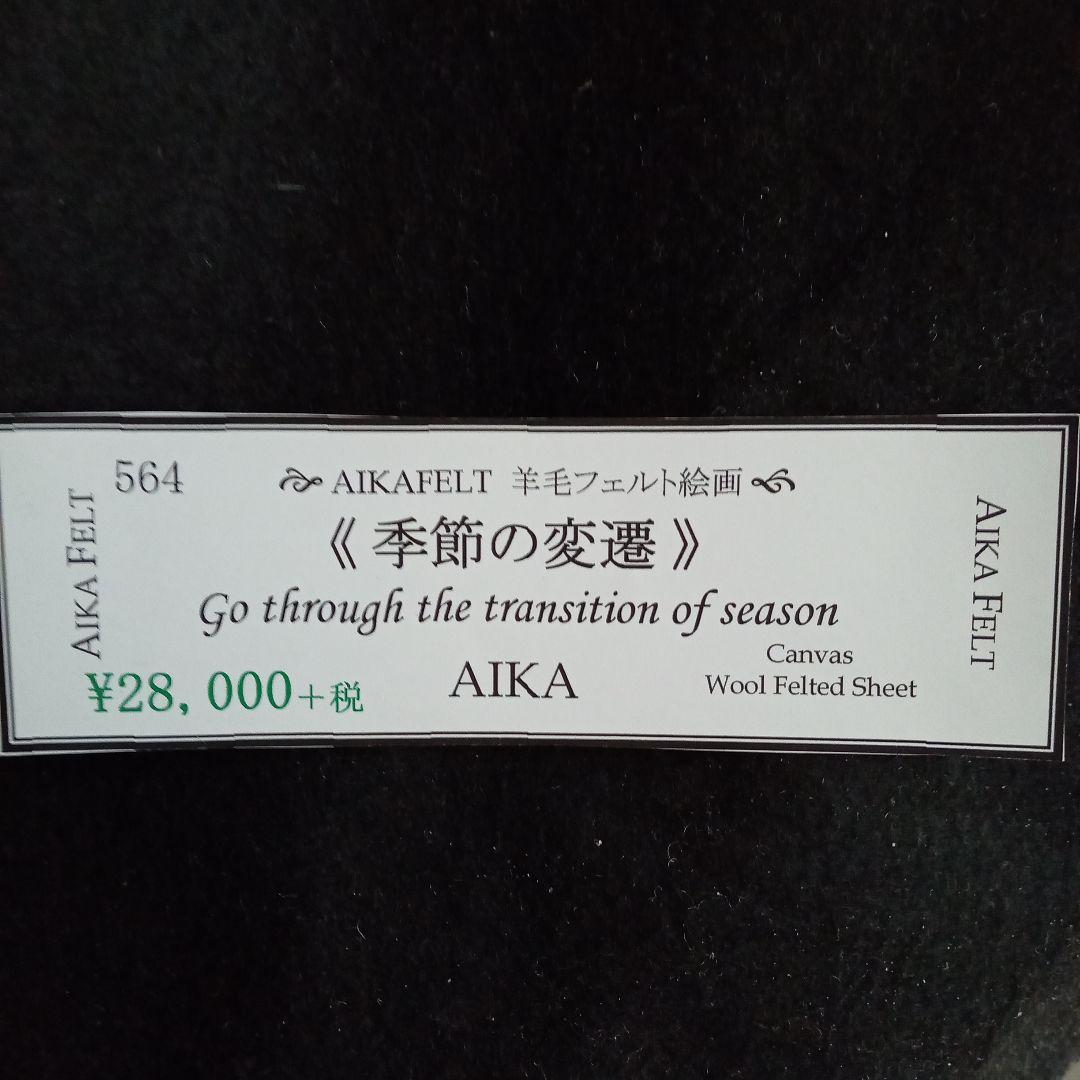 564
AIKAFELT 羊毛フェルト絵画
《季節の変遷》
Go through the transition of season
AIKA FELT
¥28,000+税
AIKA
Canvas
Wool Felted Sheet
AIKA FELT